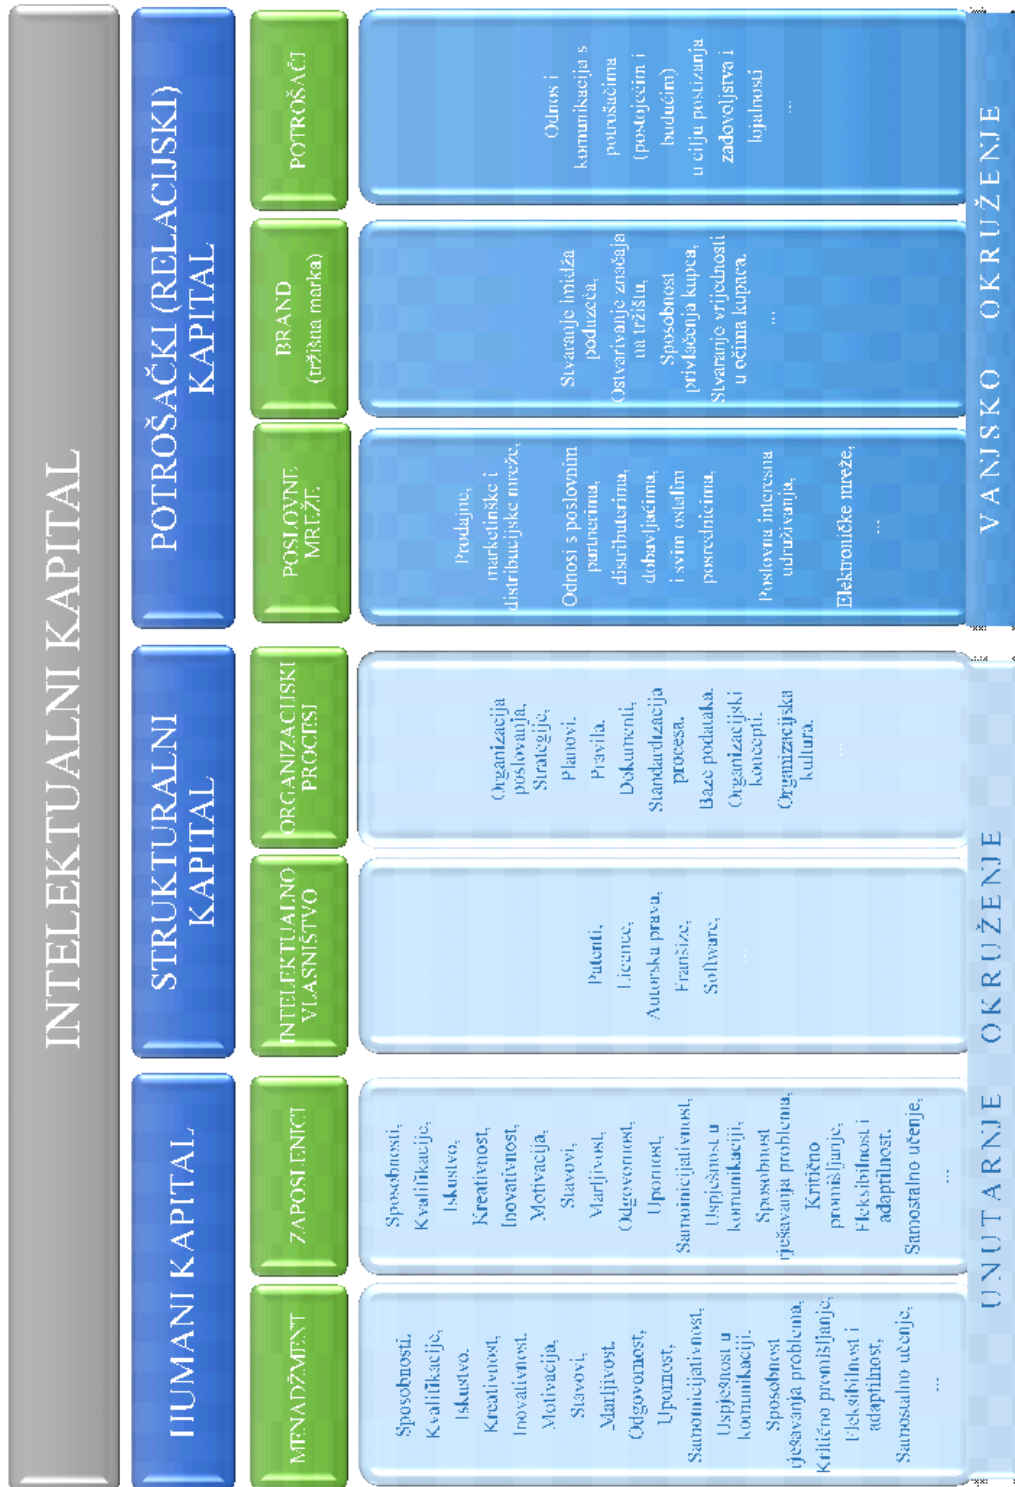 INTELEKTUALNI KAPITAL
HUMANI KAPITAL
STRUKTURALNI
KAPITAL
POTROŠAČKI (RELACIJSKI)
KAPITAL
MENADŽMENT
ZAPOSLENICI
INTELEKTUALNO
VLASNIŠTVO
ORGANIZACIJSKI
PROCESI
POSLOVNE
MREŽE
BRAND
(tržišna marka)
POTROŠAČI
Sposobnosti.
Kvalifikacije,
Iskustvo.
Kreativnost,
Inovativnost.
Motivacija,
Stavovi,
Marljivost.
Odgovornost,
Upornost,
Samoinicijativnost,
Uspješnost u
komunikaciji.
Sposobnost
rješavanja problema,
Kritično promišljanje,
Fleksibilnost i
adaptilnost,
Samostalno učenje,
...
Sposobnosti,
Kvalifikacije,
Iskustvo,
Kreativnost,
Inovativnost,
Motivacija,
Stavovi,
Marljivost,
Odgovornost,
Upornost,
Samoinicijativnost,
Uspješnost u
komunikaciji,
Sposobnost
rješavanja problema,
Kritično
promišljanje,
Fleksibilnost i
adaptilnost.
Samostalno učenje,
...
Patenti,
Licence,
Autorska prava,
Franšize,
Software,
...
Organizacija
poslovanja,
Strategije,
Planovi.
Pravila.
Dokumenti,
Standardizacija
procesa.
Baze podataka.
Organizacijski
koncepti.
Organizacijska
kultura.
...
Prodajne,
marketinške i
distribucijske mreže,
Odnosi s poslovnim
partnerima,
distributerima,
dobavljačima,
i svim ostalim
posrednicima,
Poslovna interesna
udruživanja,
Elektroničke mreže,
...
Stvaranje imidža
poduzeća,
Ostvarivanje značaja
na tržištu,
Sposobnost
privlačenja kupca,
Stvaranje vrijednosti
u očima kupaca.
...
Odnos i
komunikacija s
potrošačima
(postojećim i
budućim)
u cilju postizanja
zadovoljstva i
lojalnosti
...
UNUTARNJE OKRUŽENJE
VANJSKO OKRUŽENJE